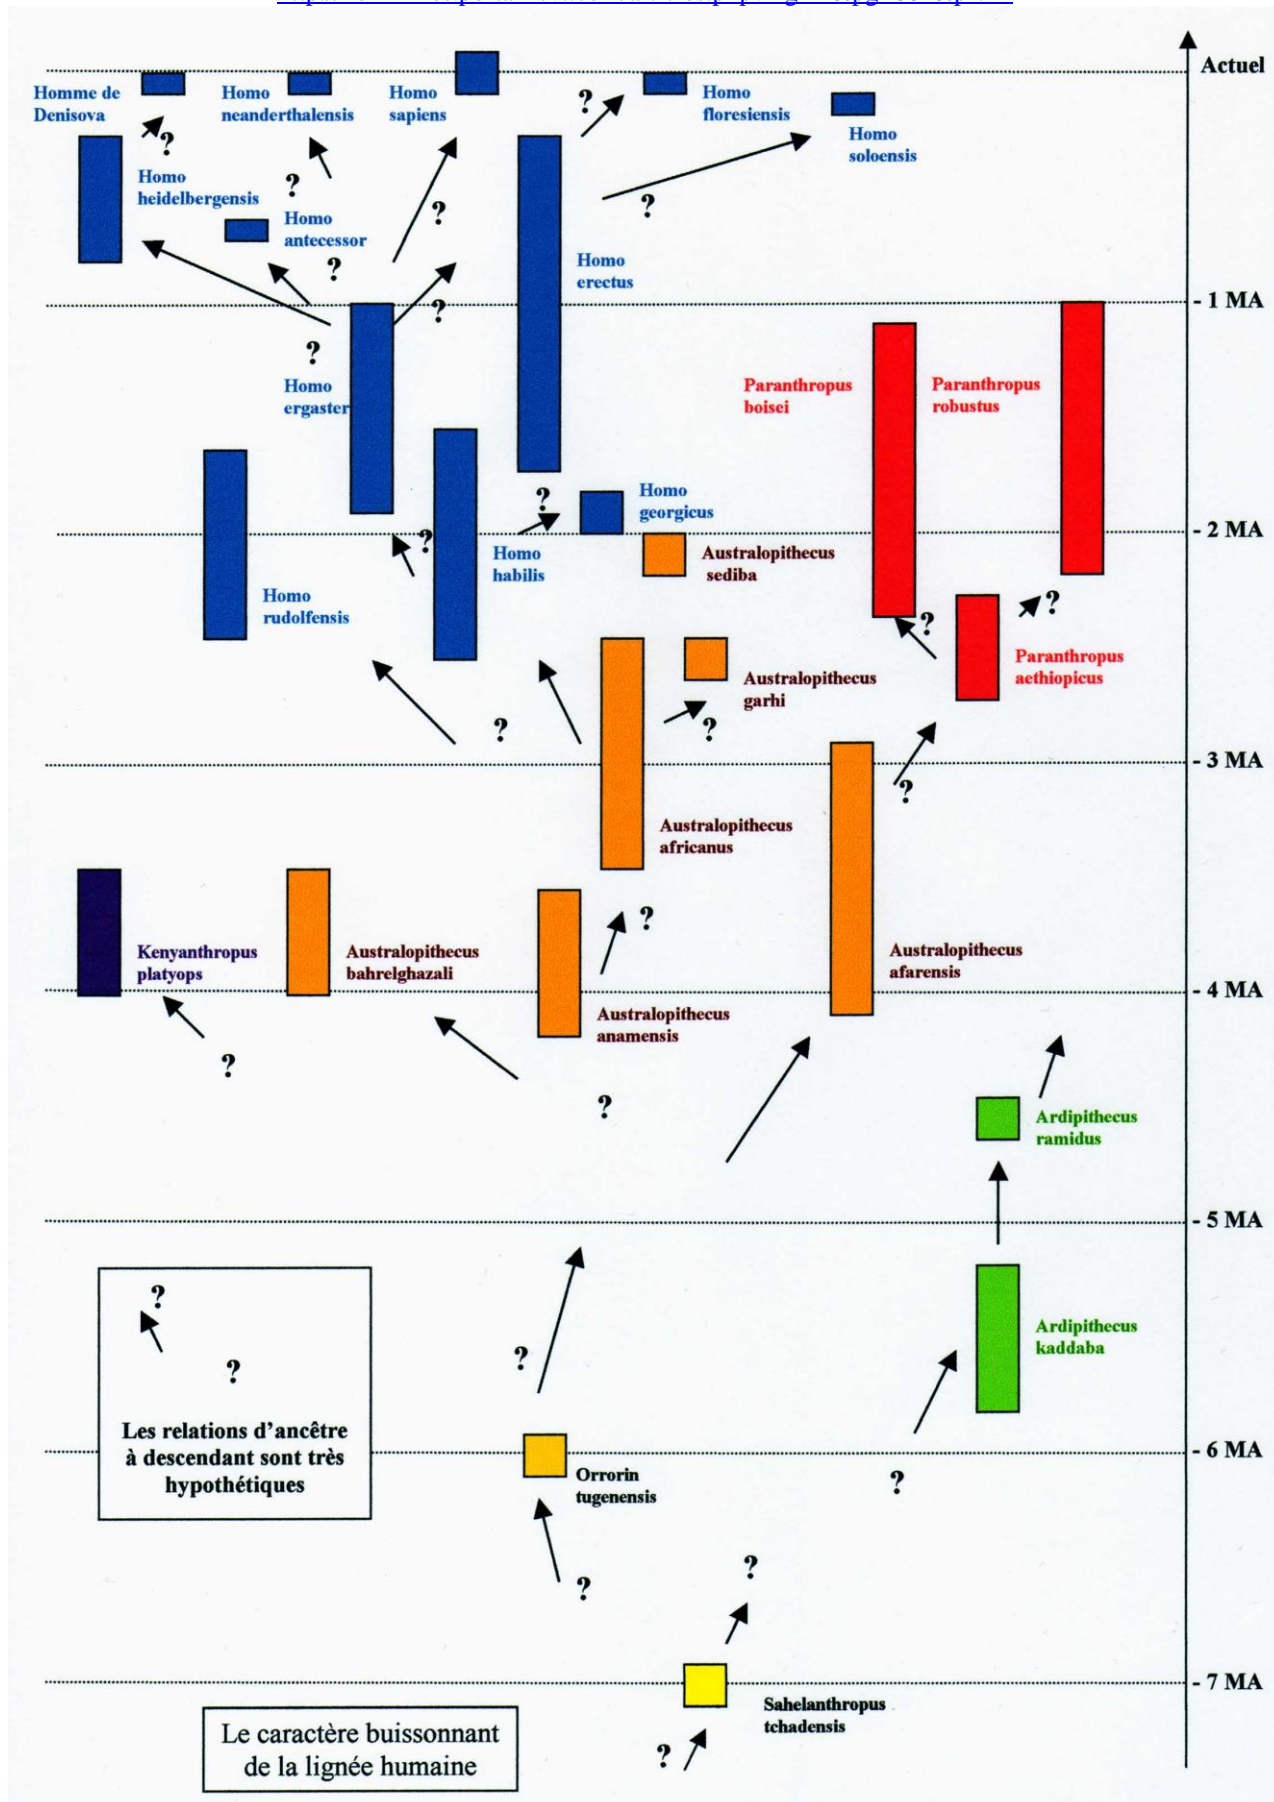 Actuel
Homme de
Denisova
Homo
neanderthalensis
Homo
sapiens
?
Homo
floresiensis
Homo
soloensis
?
Homo
heidelbergensis
?
?
?
Homo
antecessor
?
Homo
erectus
?
- 1 MA
?
Homo
ergaster
Paranthropus
boisei
Paranthropus
robustus
?
Homo
georgicus
- 2 MA
?
Homo
habilis
Australopithecus
sediba
Homo
rudolfensis
?
?
Paranthropus
aethiopicus
Australopithecus
garhi
?
?
- 3 MA
?
Australopithecus
africanus
?
Kenyanthropus
platyops
Australopithecus
bahrelghazali
Australopithecus
afarensis
- 4 MA
Australopithecus
anamensis
?
?
Ardipithecus
ramidus
- 5 MA
?
?
Les relations d’ancêtre
à descendant sont très
hypothétiques
?
Ardipithecus
kaddaba
- 6 MA
Orrorin
tugenensis
?
?
?
- 7 MA
Sahelanthropus
tchadensis
?
Le caractère buissonnant
de la lignée humaine